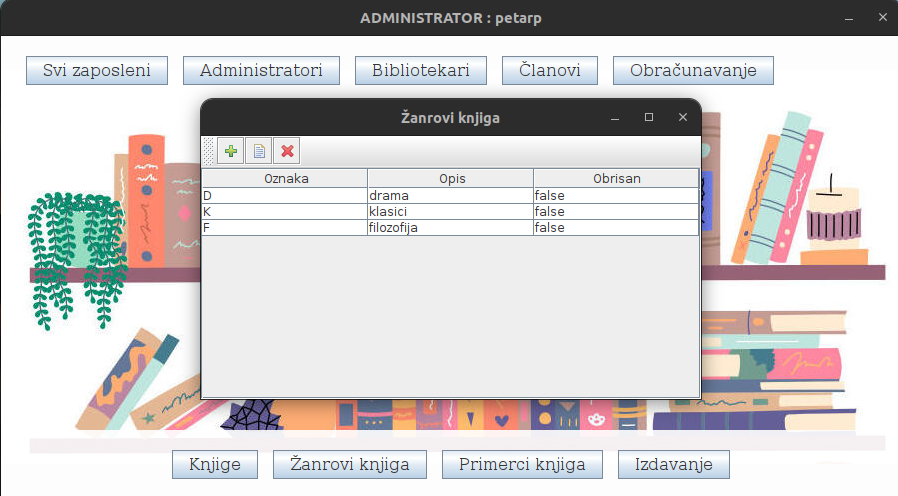 ADMINISTRATOR : petarp
Svi zaposleni Administratori Bibliotekari Članovi Obračunavanje
Žanrovi knjiga
Oznaka Opis Obrisan
D drama false
K klasici false
F filozofija false
Knjige Žanrovi knjiga Primerci knjiga Izdavanje